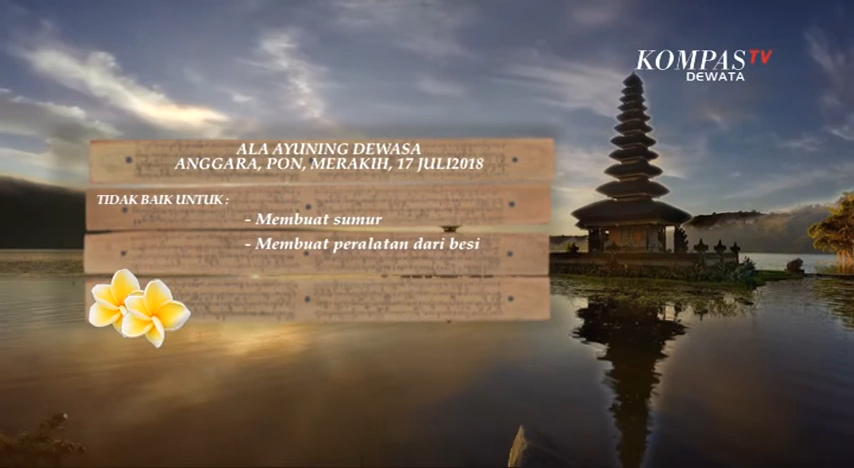 KOMPAS TV
DEWATA
ALA AYUNING DEWASA
ANGGARA, PON, MERAKIH, 17 JULI2018
TIDAK BAIK UNTUK :
- Membuat sumur
- Membuat peralatan dari besi